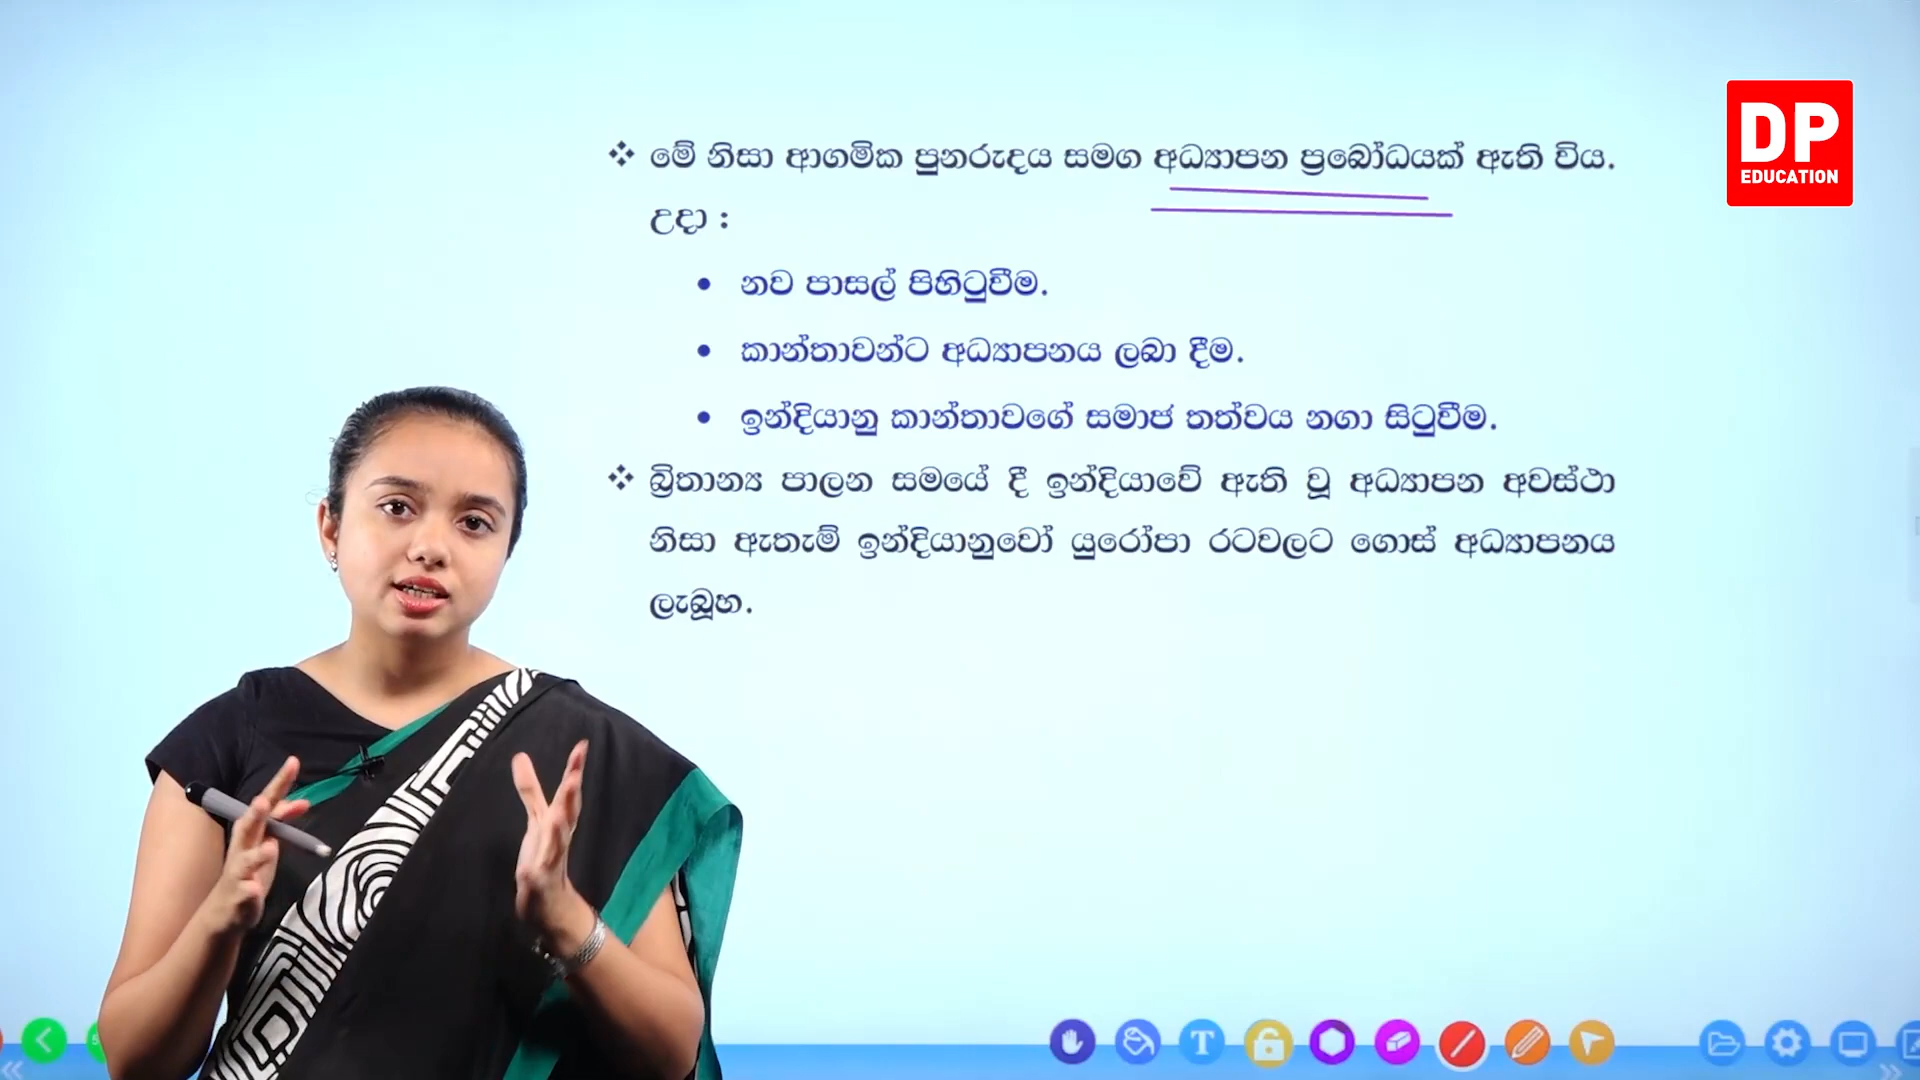 ❖ මේ නිසා ආගමික පුනරුදය සමග අධ්‍යාපන ප්‍රබෝධයක් ඇති විය.
උදා :
• නව පාසල් පිහිටුවීම.
• කාන්තාවන්ට අධ්‍යාපනය ලබා දීම.
• ඉන්දියානු කාන්තාවගේ සමාජ තත්වය නගා සිටුවීම.
❖ බ්‍රිතාන්‍ය පාලන සමයේ දී ඉන්දියාවේ ඇති වූ අධ්‍යාපන අවස්ථා
නිසා ඇතැම් ඉන්දියානුවෝ යුරෝපා රටවලට ගොස් අධ්‍යාපනය
ලැබූහ.
DP
EDUCATION